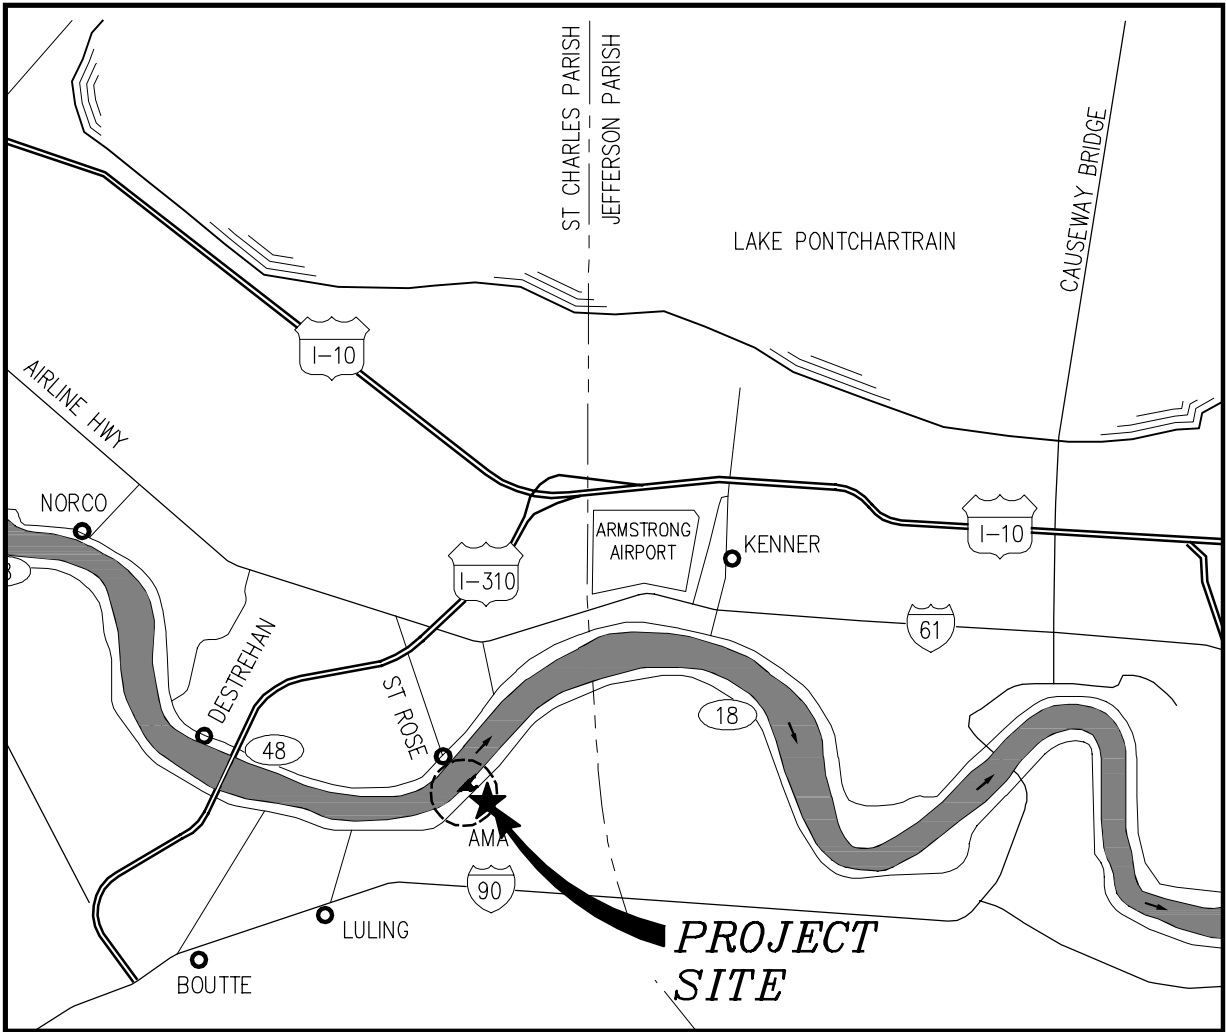 ST CHARLES PARISH
JEFFERSON PARISH
CAUSEWAY BRIDGE
LAKE PONTCHARTRAIN
I-10
AIRLINE HWY
NORCO
ARMSTRONG
AIRPORT
KENNER
I-10
I-310
61
DESTREHAN
ST ROSE
48
18
AMA
90
LULING
BOUTTE
PROJECT
SITE